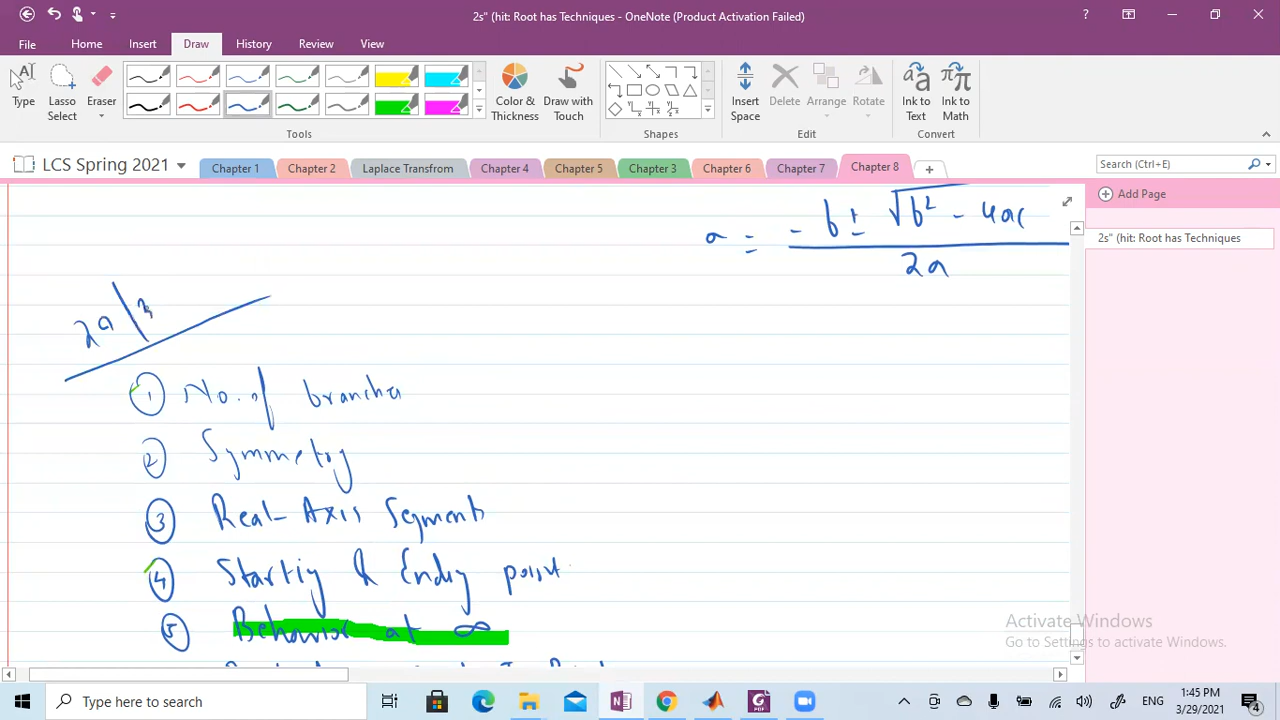 2s" (hit: Root has Techniques - OneNote (Product Activation Failed)
File Home Insert Draw History Review View
Type Lasso Select Eraser Color & Thickness Draw with Touch Insert Space Delete Arrange Rotate Ink to Text Ink to Math
Tools Shapes Edit Convert
LCS Spring 2021 Chapter 1 Chapter 2 Laplace Transfrom Chapter 4 Chapter 5 Chapter 3 Chapter 6 Chapter 7 Chapter 8 Search (Ctrl+E)
Add Page
2s" (hit: Root has Techniques
= - b ± √b² - 4ac
2a
① No. of branches
② Symmetry
③ Real-Axis Segments
④ Starting & Ending point
⑤ Behavior at ∞
Activate Windows
Go to Settings to activate Windows.
Type here to search
ENG
1:45 PM
3/29/2021
4